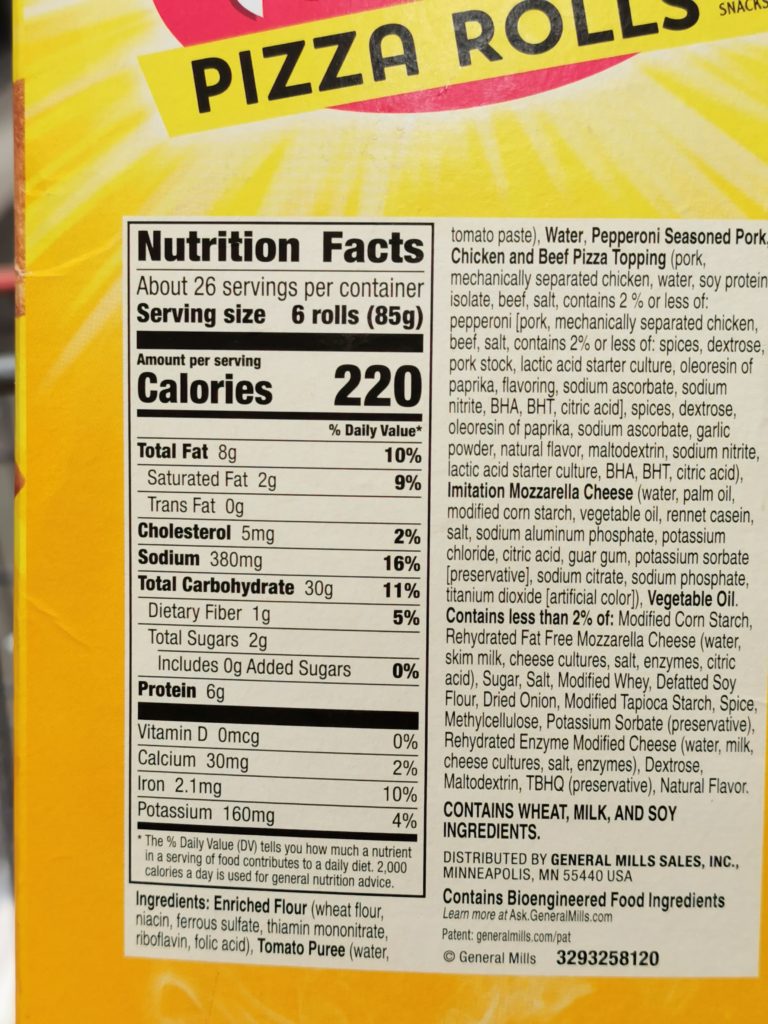 PIZZA ROLLS
SNACKS
Nutrition Facts
About 26 servings per container
Serving size 6 rolls (85g)
Amount per serving
Calories 220
% Daily Value*
Total Fat 8g 10%
Saturated Fat 2g 9%
Trans Fat 0g
Cholesterol 5mg 2%
Sodium 380mg 16%
Total Carbohydrate 30g 11%
Dietary Fiber 1g 5%
Total Sugars 2g
Includes 0g Added Sugars 0%
Protein 6g
Vitamin D 0mcg 0%
Calcium 30mg 2%
Iron 2.1mg 10%
Potassium 160mg 4%
* The % Daily Value (DV) tells you how much a nutrient
in a serving of food contributes to a daily diet. 2,000
calories a day is used for general nutrition advice.
Ingredients: Enriched Flour (wheat flour,
niacin, ferrous sulfate, thiamin mononitrate,
riboflavin, folic acid), Tomato Puree (water,
tomato paste), Water, Pepperoni Seasoned Pork,
Chicken and Beef Pizza Topping (pork,
mechanically separated chicken, water, soy protein
isolate, beef, salt, contains 2 % or less of:
pepperoni [pork, mechanically separated chicken,
beef, salt, contains 2% or less of: spices, dextrose,
pork stock, lactic acid starter culture, oleoresin of
paprika, flavoring, sodium ascorbate, sodium
nitrite, BHA, BHT, citric acid], spices, dextrose,
oleoresin of paprika, sodium ascorbate, garlic
powder, natural flavor, maltodextrin, sodium nitrite,
lactic acid starter culture, BHA, BHT, citric acid),
Imitation Mozzarella Cheese (water, palm oil,
modified corn starch, vegetable oil, rennet casein,
salt, sodium aluminum phosphate, potassium
chloride, citric acid, guar gum, potassium sorbate
[preservative], sodium citrate, sodium phosphate,
titanium dioxide [artificial color]), Vegetable Oil.
Contains less than 2% of: Modified Corn Starch,
Rehydrated Fat Free Mozzarella Cheese (water,
skim milk, cheese cultures, salt, enzymes, citric
acid), Sugar, Salt, Modified Whey, Defatted Soy
Flour, Dried Onion, Modified Tapioca Starch, Spice,
Methylcellulose, Potassium Sorbate (preservative),
Rehydrated Enzyme Modified Cheese (water, milk,
cheese cultures, salt, enzymes), Dextrose,
Maltodextrin, TBHQ (preservative), Natural Flavor.
CONTAINS WHEAT, MILK, AND SOY
INGREDIENTS.
DISTRIBUTED BY GENERAL MILLS SALES, INC.,
MINNEAPOLIS, MN 55440 USA
Contains Bioengineered Food Ingredients
Learn more at Ask.GeneralMills.com
Patent: generalmills.com/pat
© General Mills 3293258120